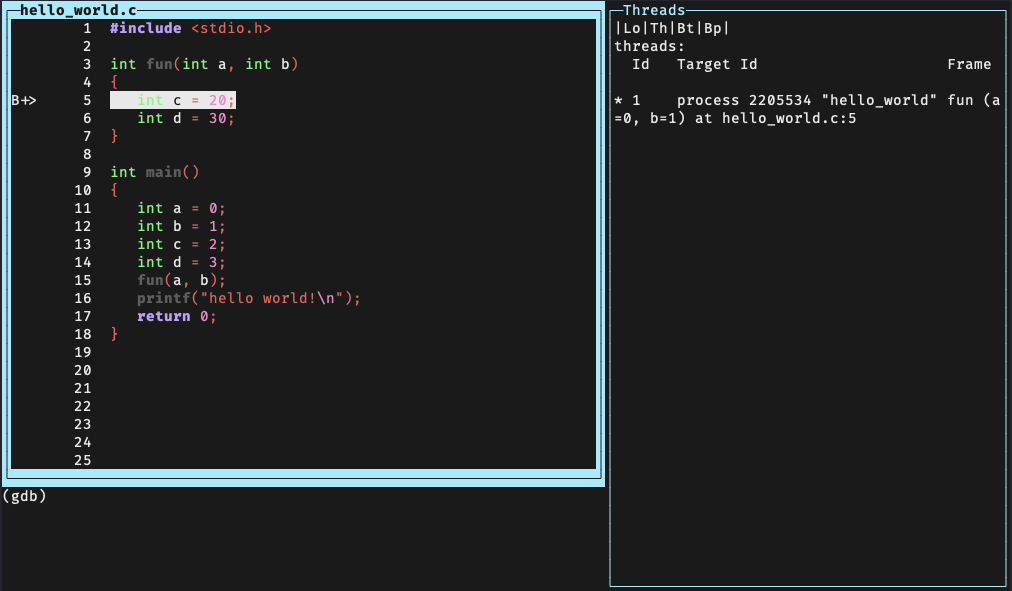 hello_world.c
1 #include <stdio.h>
2
3 int fun(int a, int b)
4 {
B+> 5    int c = 20;
6    int d = 30;
7 }
8
9 int main()
10 {
11    int a = 0;
12    int b = 1;
13    int c = 2;
14    int d = 3;
15    fun(a, b);
16    printf("hello world!\n");
17    return 0;
18 }
19
20
21
22
23
24
25
(gdb)
Threads
|Lo|Th|Bt|Bp|
threads:
Id   Target Id   Frame
* 1    process 2205534 "hello_world" fun (a
=0, b=1) at hello_world.c:5